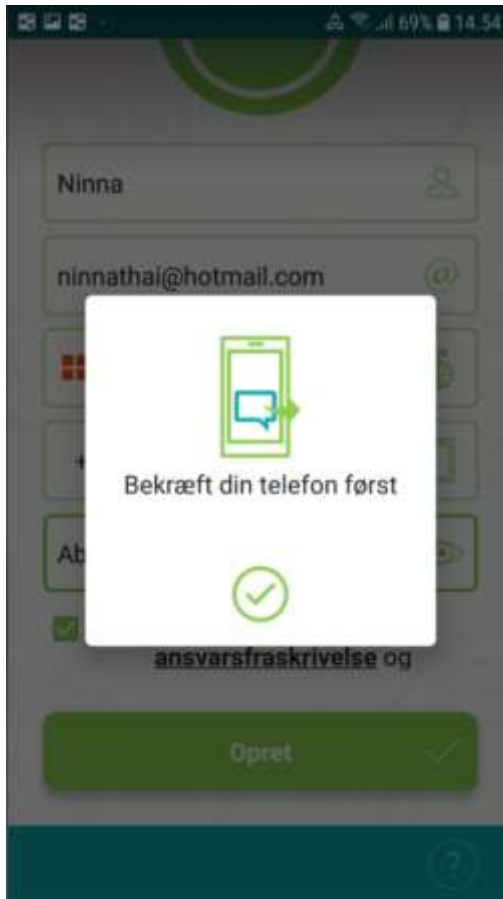 69% 14.54
Ninna
ninnathai@hotmail.com
@
Bekræft din telefon først
+
Ab
ansvarsfraskrivelse og
Opret
?